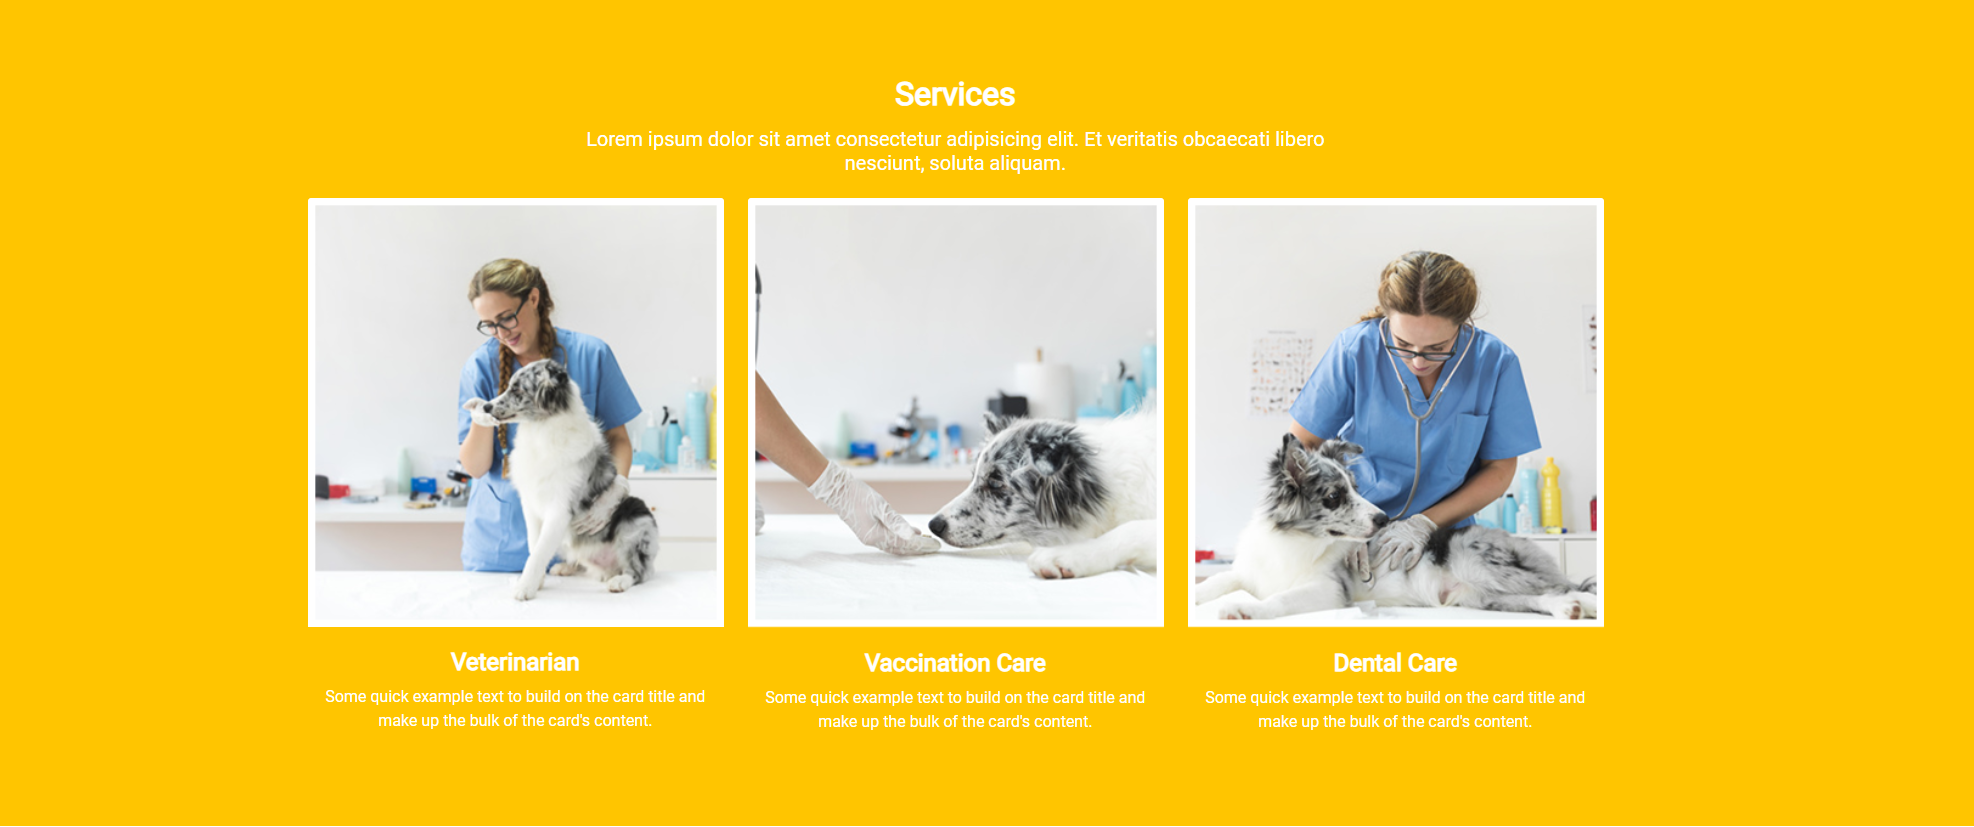 Services
Lorem ipsum dolor sit amet consectetur adipisicing elit. Et veritatis obcaecati libero
nesciunt, soluta aliquam.
Veterinarian
Some quick example text to build on the card title and
make up the bulk of the card's content.
Vaccination Care
Some quick example text to build on the card title and
make up the bulk of the card's content.
Dental Care
Some quick example text to build on the card title and
make up the bulk of the card's content.